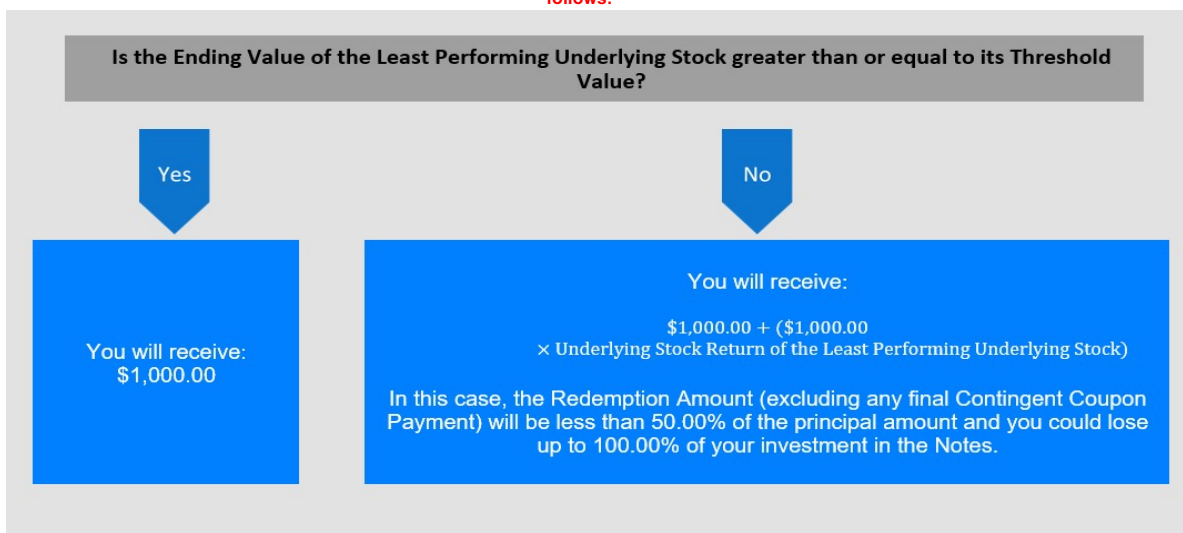 follows:
Is the Ending Value of the Least Performing Underlying Stock greater than or equal to its Threshold
Value?
Yes
No
You will receive:
$1,000.00
You will receive:
$1,000.00 + ($1,000.00
× Underlying Stock Return of the Least Performing Underlying Stock)
In this case, the Redemption Amount (excluding any final Contingent Coupon
Payment) will be less than 50.00% of the principal amount and you could lose
up to 100.00% of your investment in the Notes.